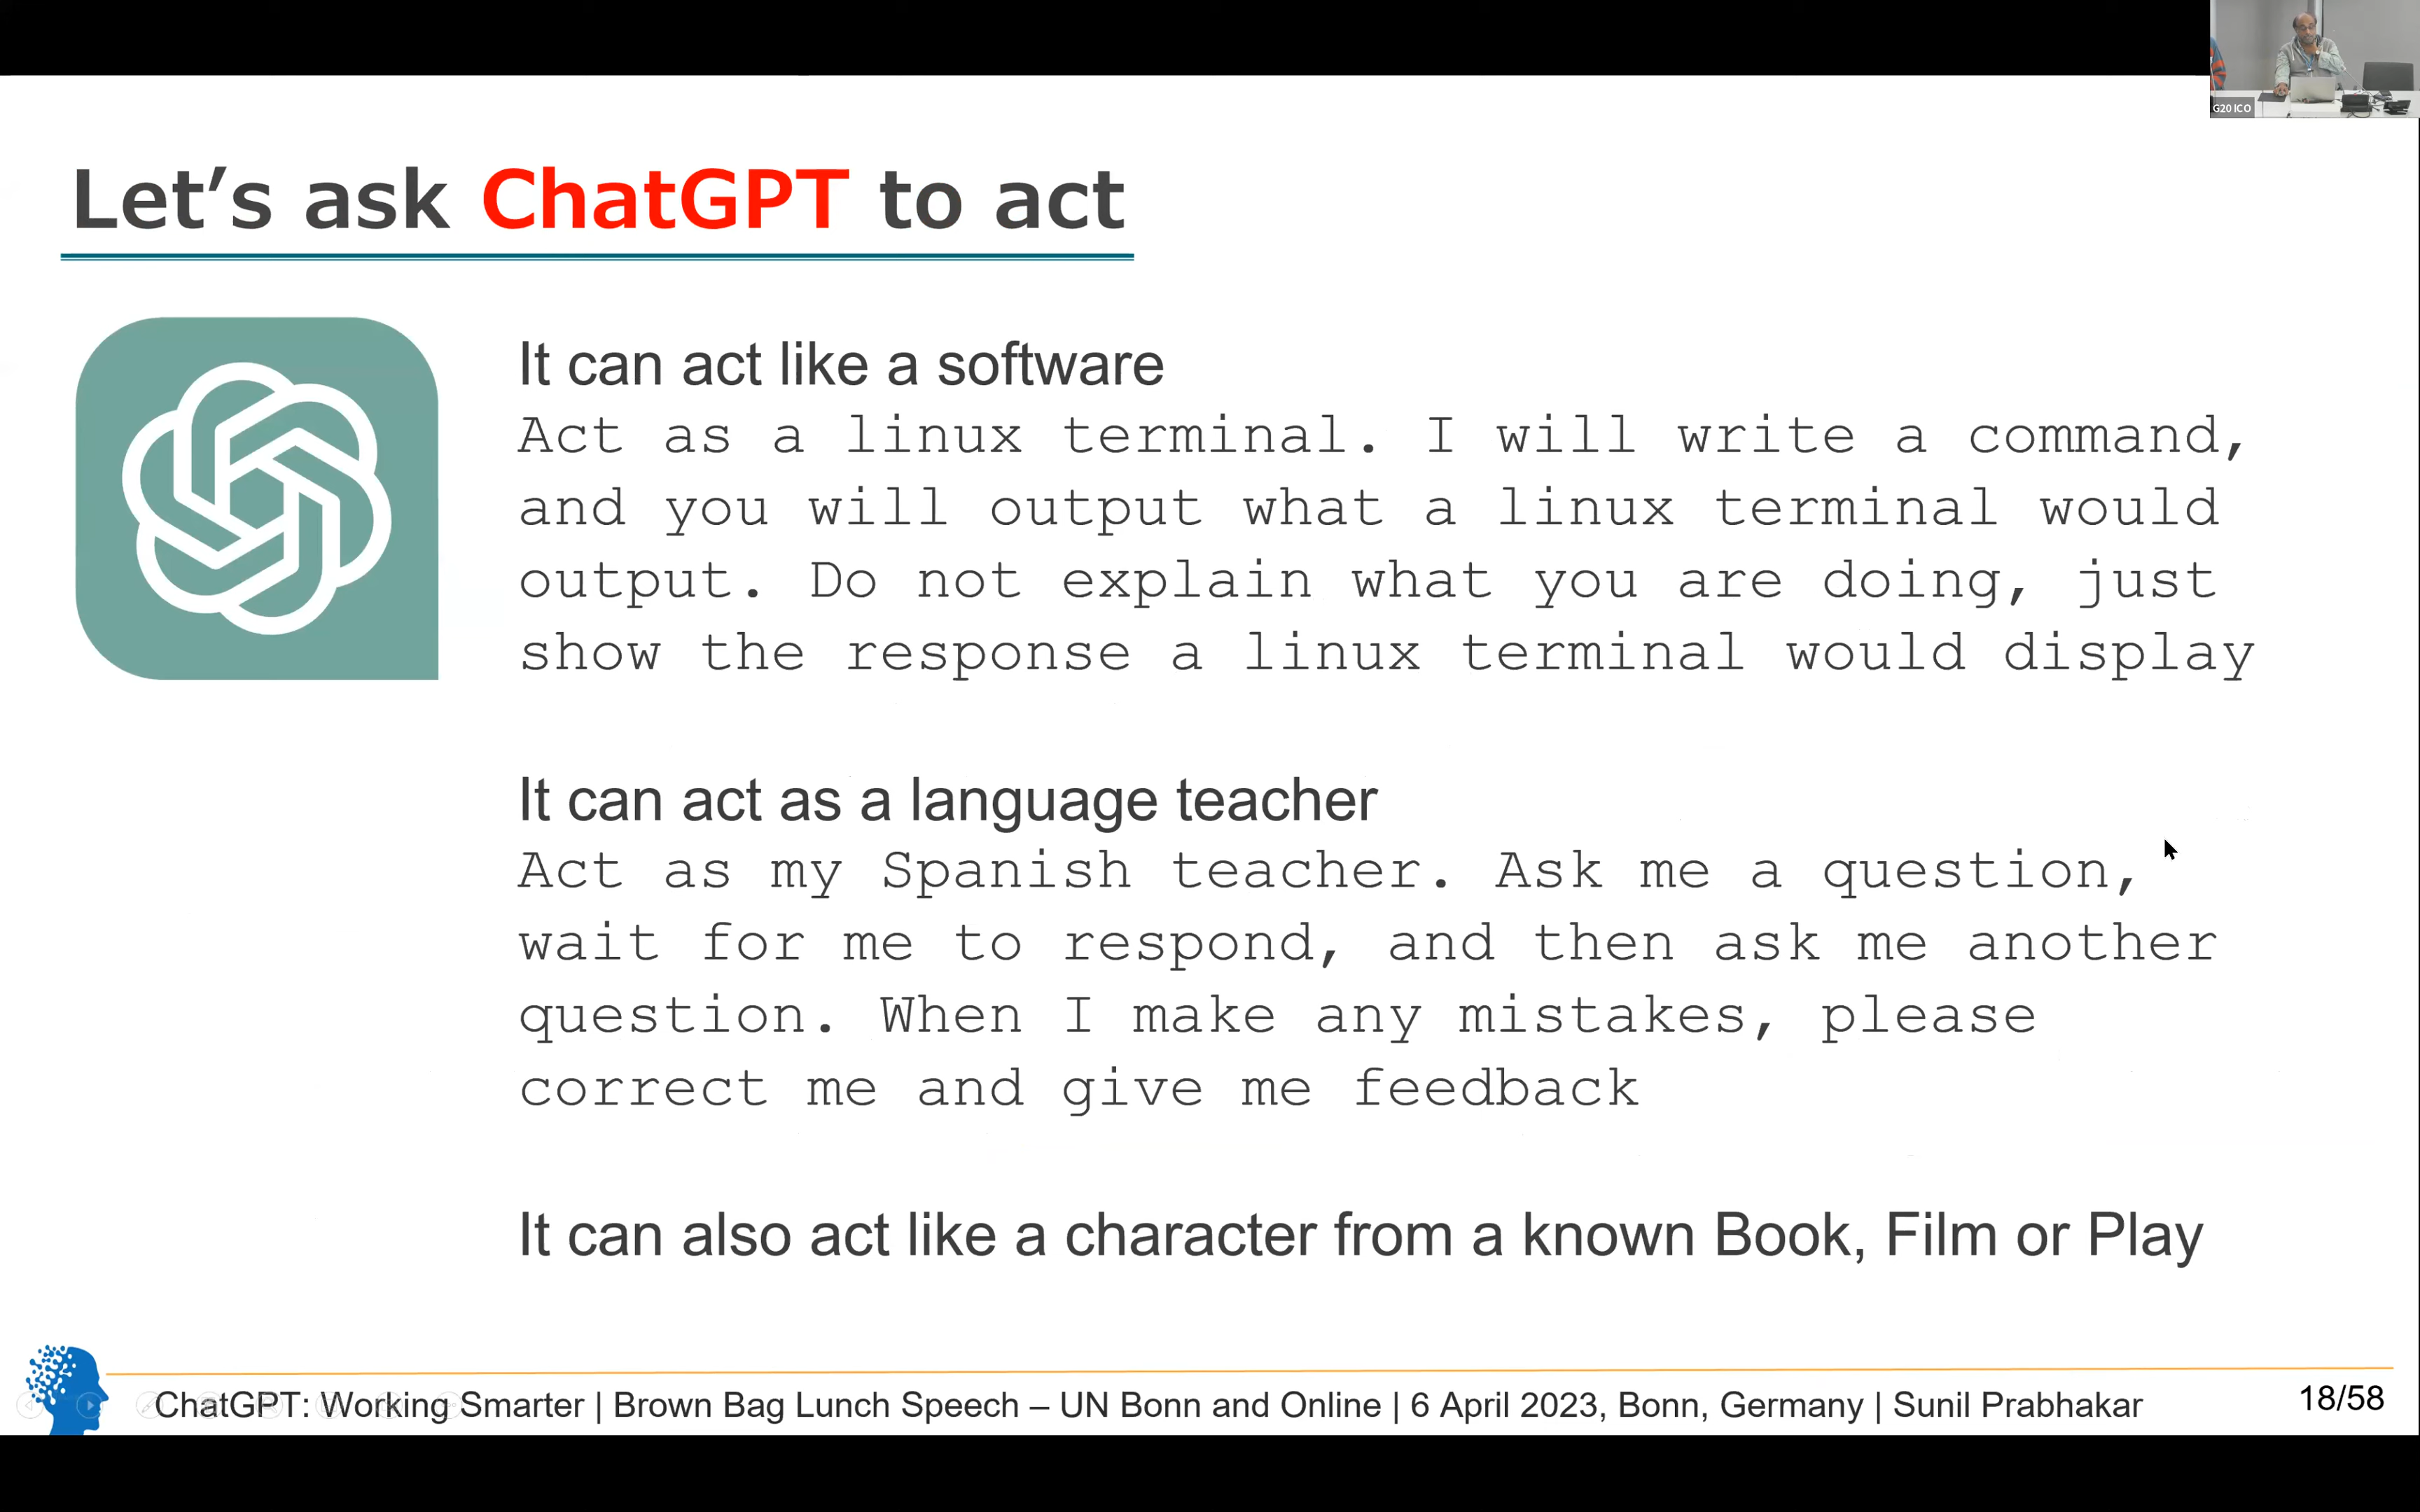 G20 ICO
Let’s ask ChatGPT to act
It can act like a software
Act as a linux terminal. I will write a command,
and you will output what a linux terminal would
output. Do not explain what you are doing, just
show the response a linux terminal would display
It can act as a language teacher
Act as my Spanish teacher. Ask me a question,
wait for me to respond, and then ask me another
question. When I make any mistakes, please
correct me and give me feedback
It can also act like a character from a known Book, Film or Play
ChatGPT: Working Smarter | Brown Bag Lunch Speech – UN Bonn and Online | 6 April 2023, Bonn, Germany | Sunil Prabhakar
18/58